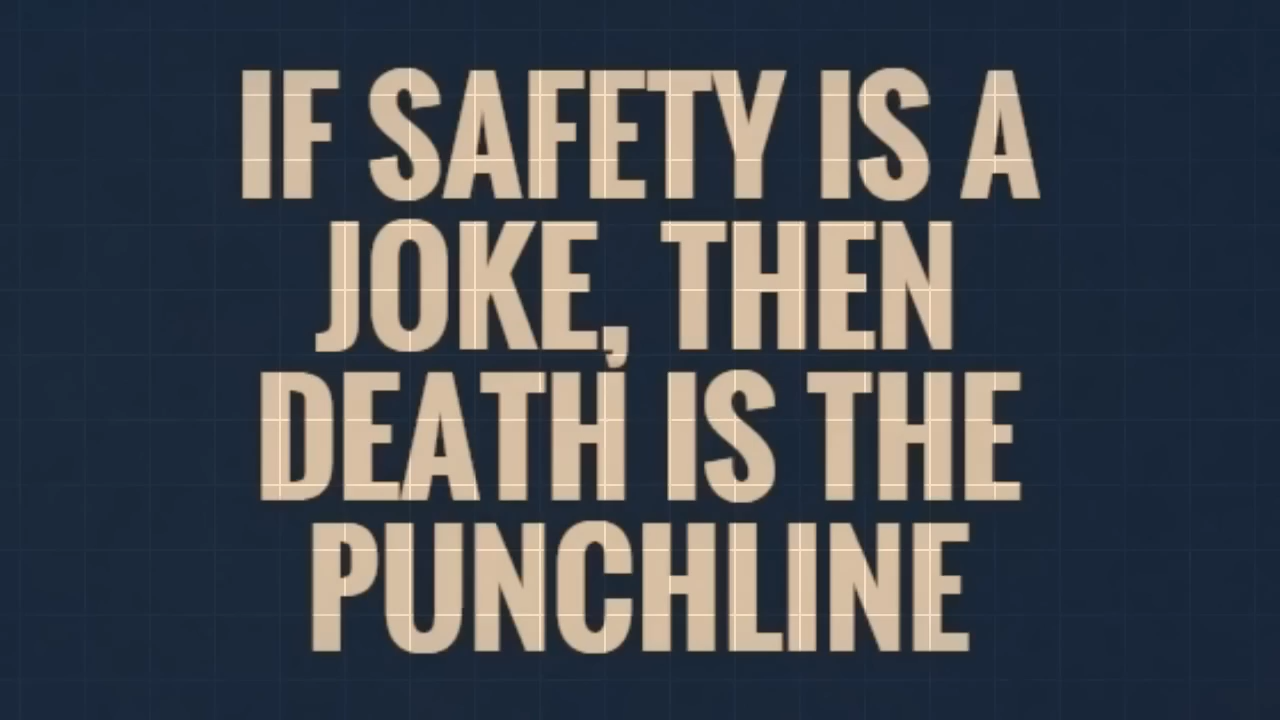 IF SAFETY IS A
JOKE, THEN
DEATH IS THE
PUNCHLINE